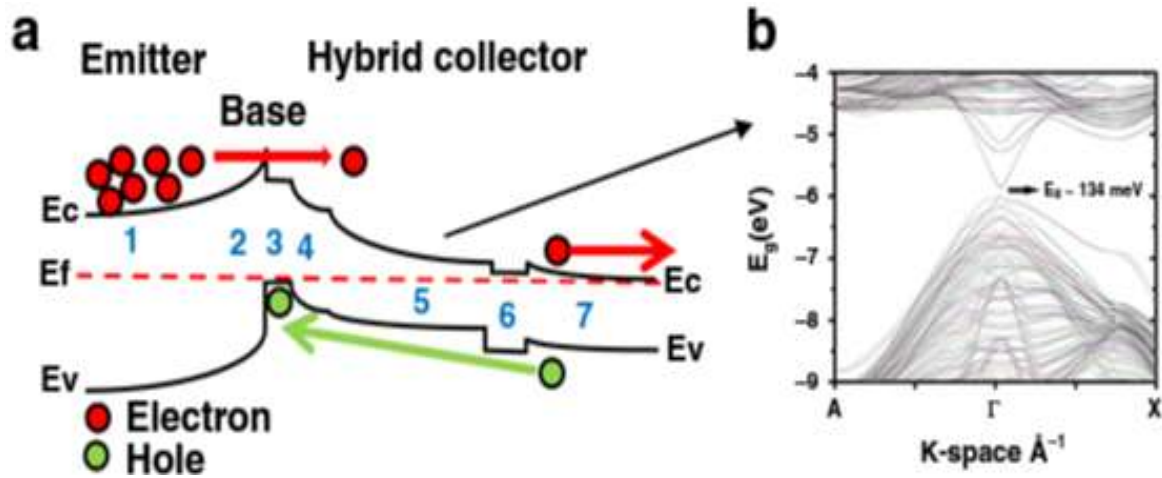 a
Emitter
Hybrid collector
Base
Ec
1
2
3
4
Ef
Ec
5
6
7
Ev
Ev
Electron
Hole
b
Eg(eV)
–4
–5
–6
–7
–8
–9
Eg ~ 134 meV
A
Γ
X
K-space Å⁻¹